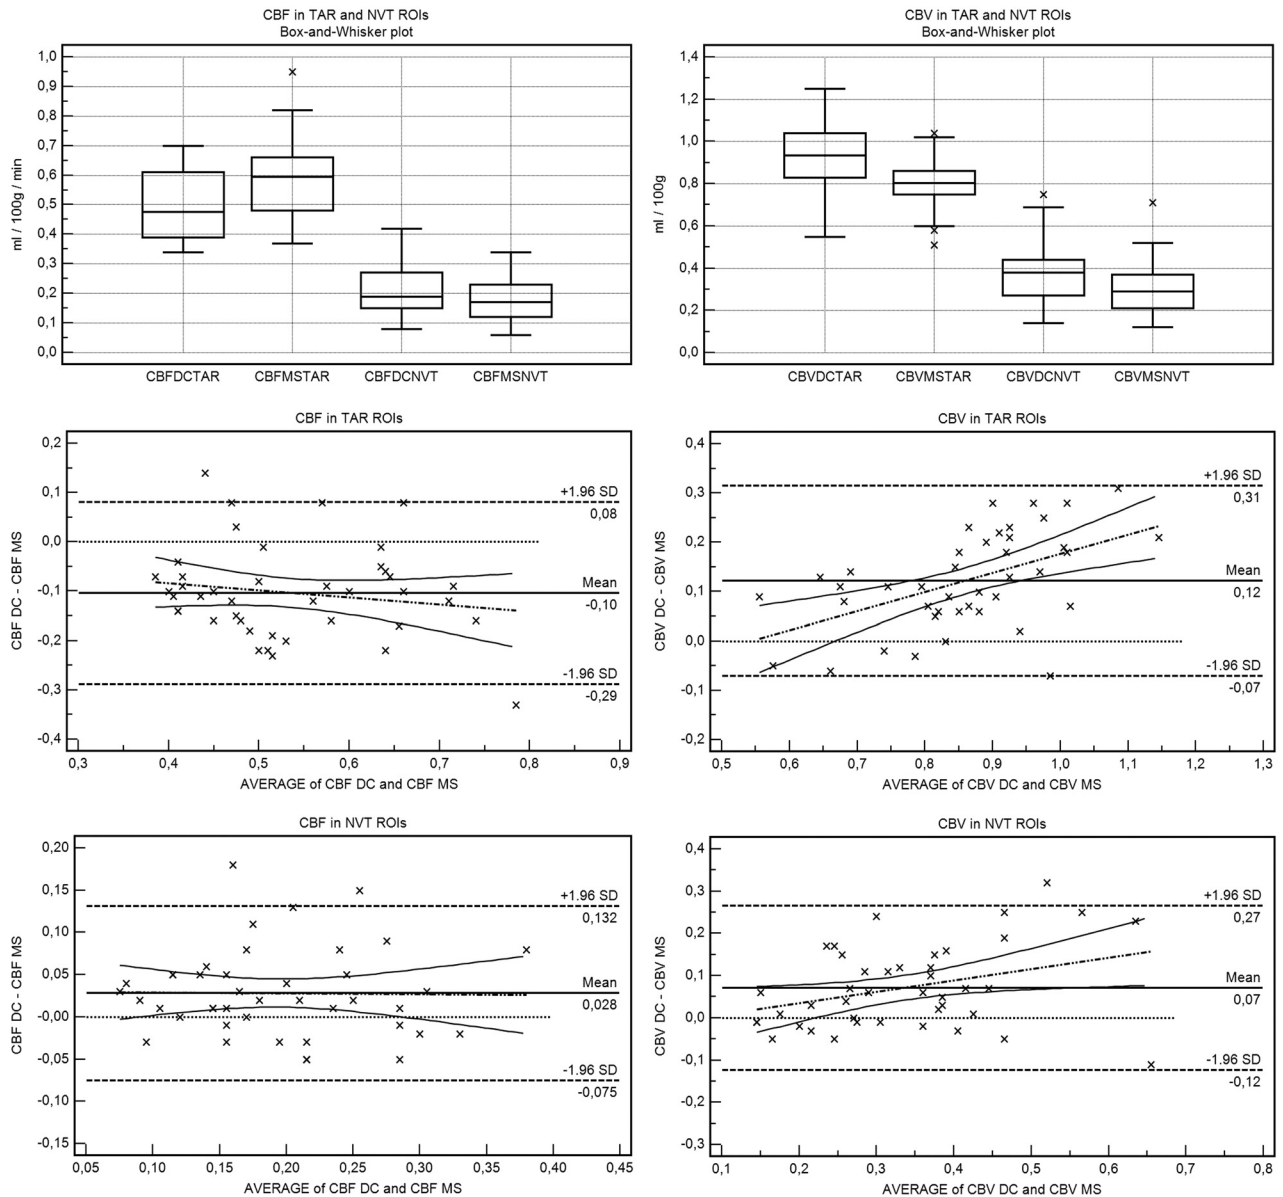 CBF in TAR and NVT ROIs
Box-and-Whisker plot
1,0
0,9
0,8
0,7
0,6
0,5
0,4
0,3
0,2
0,1
0,0
ml / 100g / min
CBFDCTAR CBFMSTAR CBFDCNVT CBFMSNVT
CBV in TAR and NVT ROIs
Box-and-Whisker plot
1,4
1,2
1,0
0,8
0,6
0,4
0,2
0,0
ml / 100g
CBVDCTAR CBVMSTAR CBVDCNVT CBVMSNVT
CBF in TAR ROIs
0,2
0,1
0,0
-0,1
-0,2
-0,3
-0,4
CBF DC - CBF MS
+1.96 SD
0,08
Mean
-0,10
-1.96 SD
-0,29
0,3 0,4 0,5 0,6 0,7 0,8 0,9
AVERAGE of CBF DC and CBF MS
CBV in TAR ROIs
0,4
0,3
0,2
0,1
0,0
-0,1
-0,2
CBV DC - CBV MS
+1.96 SD
0,31
Mean
0,12
-1.96 SD
-0,07
0,5 0,6 0,7 0,8 0,9 1,0 1,1 1,2 1,3
AVERAGE of CBV DC and CBV MS
CBF in NVT ROIs
0,20
0,15
0,10
0,05
-0,00
-0,05
-0,10
-0,15
CBF DC - CBF MS
+1.96 SD
0,132
Mean
0,028
-1.96 SD
-0,075
0,05 0,10 0,15 0,20 0,25 0,30 0,35 0,40 0,45
AVERAGE of CBF DC and CBF MS
CBV in NVT ROIs
0,4
0,3
0,2
0,1
0,0
-0,1
-0,2
-0,3
CBV DC - CBV MS
+1.96 SD
0,27
Mean
0,07
-1.96 SD
-0,12
0,1 0,2 0,3 0,4 0,5 0,6 0,7 0,8
AVERAGE of CBV DC and CBV MS